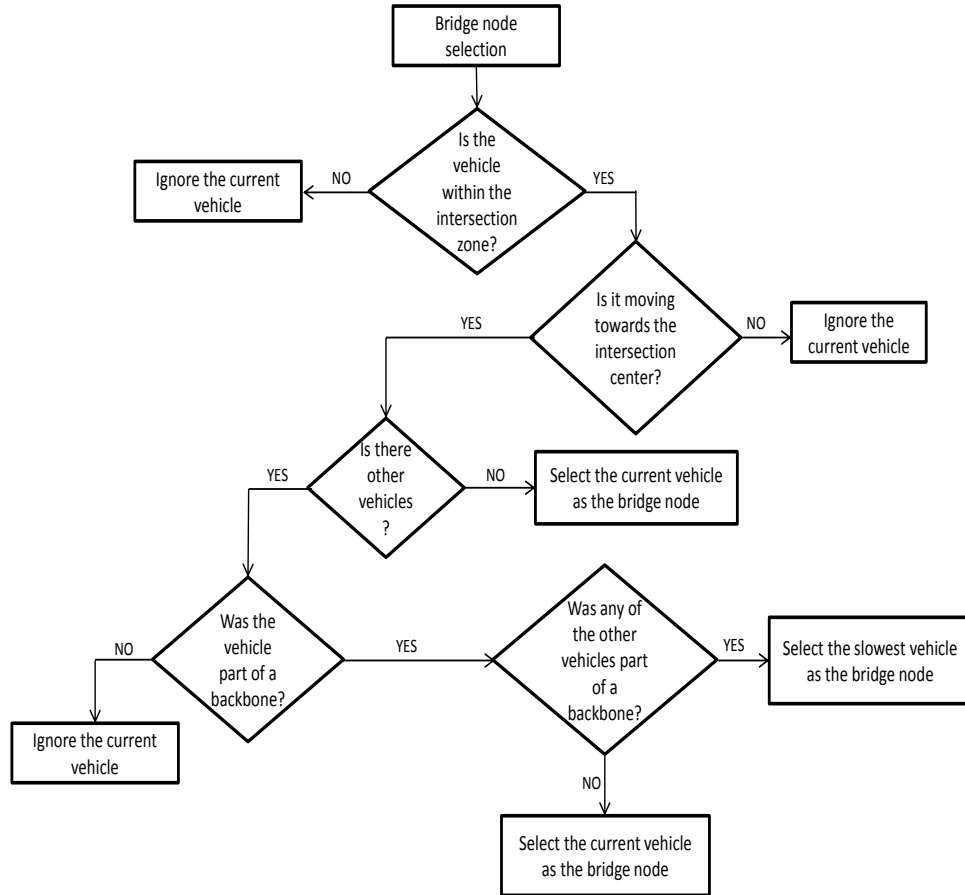 Bridge node
selection
Is the
vehicle
within the
intersection
zone?
NO
YES
Ignore the current
vehicle
Is it moving
towards the
intersection
center?
YES
NO
Ignore the
current vehicle
Is there
other
vehicles
?
YES
NO
Select the current vehicle
as the bridge node
Was the
vehicle
part of a
backbone?
NO
YES
Was any of
the other
vehicles part
of a
backbone?
YES
Select the slowest vehicle
as the bridge node
Ignore the current
vehicle
NO
Select the current vehicle
as the bridge node